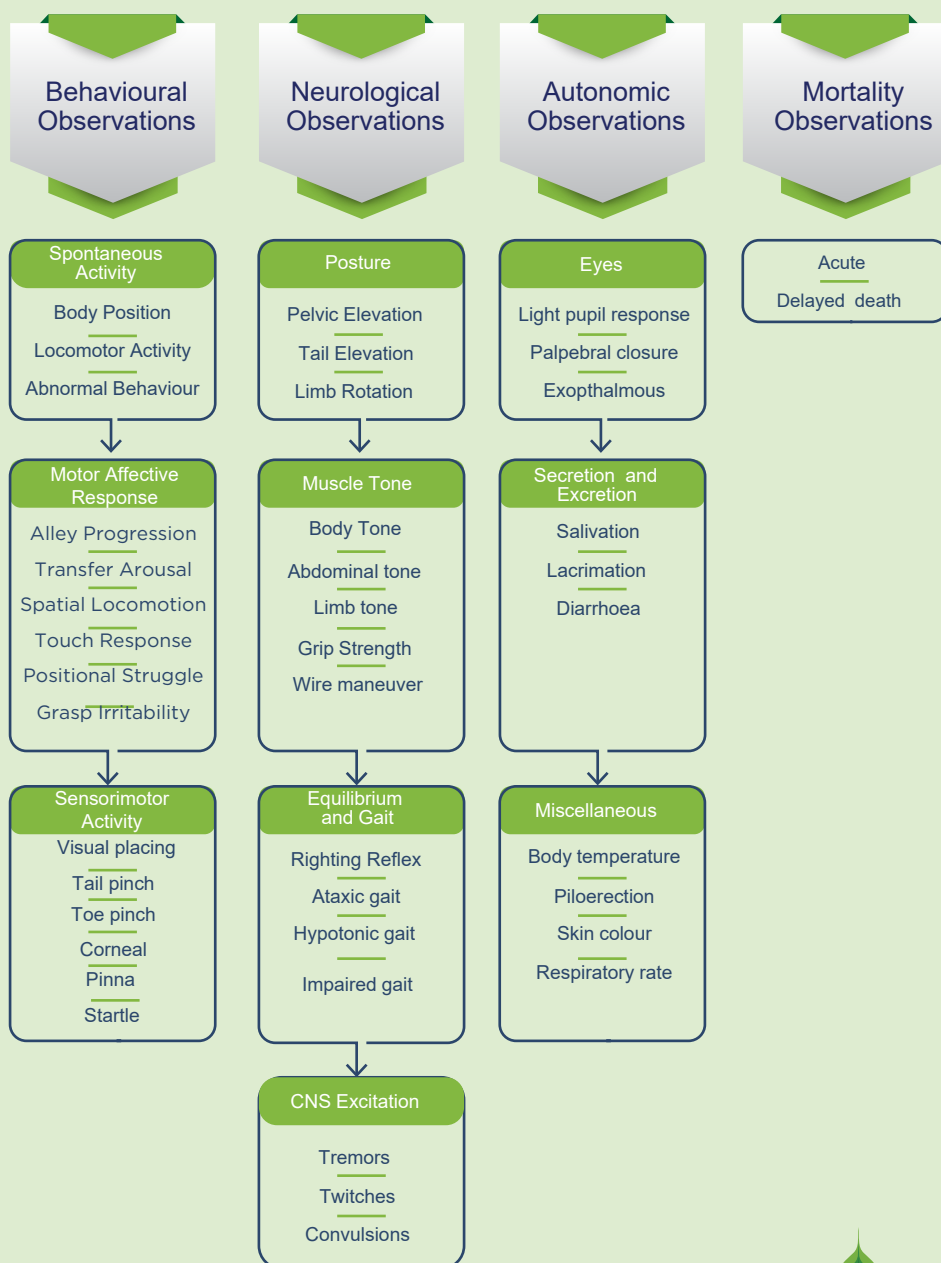 Behavioural
Observations
Spontaneous
Activity
Body Position
Locomotor Activity
Abnormal Behaviour
Motor Affective
Response
Alley Progression
Transfer Arousal
Spatial Locomotion
Touch Response
Positional Struggle
Grasp Irritability
Sensorimotor
Activity
Visual placing
Tail pinch
Toe pinch
Corneal
Pinna
Startle
Neurological
Observations
Posture
Pelvic Elevation
Tail Elevation
Limb Rotation
Muscle Tone
Body Tone
Abdominal tone
Limb tone
Grip Strength
Wire maneuver
Equilibrium
and Gait
Righting Reflex
Ataxic gait
Hypotonic gait
Impaired gait
CNS Excitation
Tremors
Twitches
Convulsions
Autonomic
Observations
Eyes
Light pupil response
Palpebral closure
Exopthalmous
Secretion and
Excretion
Salivation
Lacrimation
Diarrhoea
Miscellaneous
Body temperature
Piloerection
Skin colour
Respiratory rate
Mortality
Observations
Acute
Delayed death